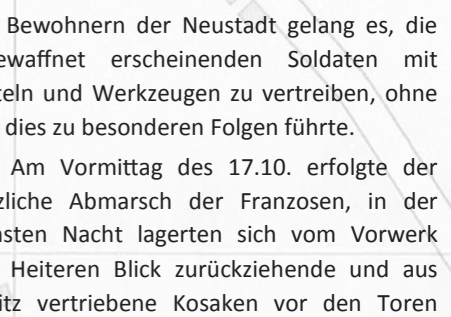 Bewohnern der Neustadt gelang es, die
ewaffnet erscheinenden Soldaten mit
teln und Werkzeugen zu vertreiben, ohne
dies zu besonderen Folgen führte.
Am Vormittag des 17.10. erfolgte der
zliche Abmarsch der Franzosen, in der
nsten Nacht lagerten sich vom Vorwerk
Heiteren Blick zurückziehende und aus
itz vertriebene Kosaken vor den Toren